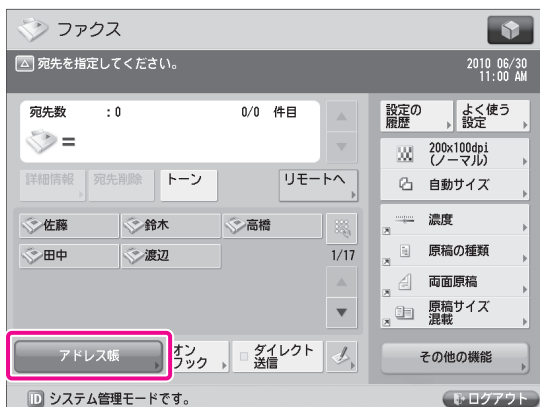 ファクス
宛先を指定してください。
2010 06/30
11:00 AM
宛先数 :0 0/0 件目
=
詳細情報
宛先削除
トーン
リモートへ
佐藤
鈴木
高橋
田中
渡辺
1/17
アドレス帳
オン
フック
ダイレクト
送信
設定の
履歴
よく使う
設定
200x100dpi
(ノーマル)
自動サイズ
濃度
原稿の種類
両面原稿
原稿サイズ
混載
その他の機能
ID システム管理モードです。
ログアウト